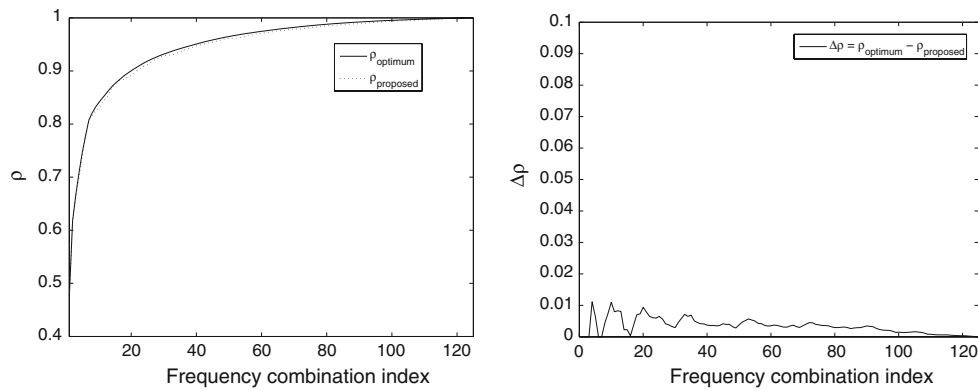 1
0.9
0.8
0.7
0.6
0.5
0.4
ρ
20 40 60 80 100 120
Frequency combination index
ρoptimum
ρproposed
0.1
0.09
0.08
0.07
0.06
0.05
0.04
0.03
0.02
0.01
0
Δρ
0 20 40 60 80 100 120
Frequency combination index
Δρ = ρoptimum − ρproposed